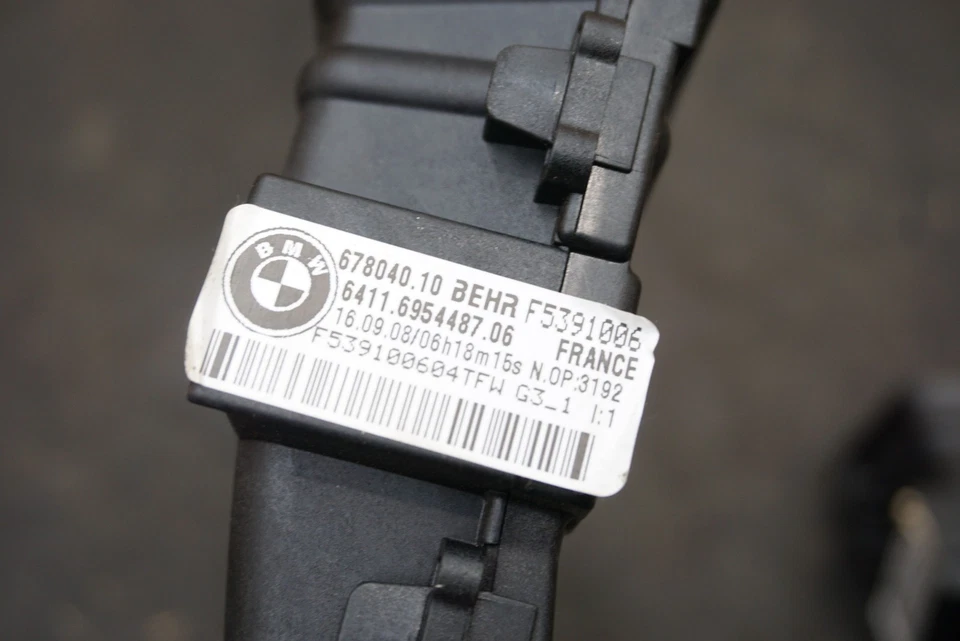 BMW
678040.10 BEHR F5391006
6411.6954487.06 FRANCE
16.09.08/06h18m15s N.OP:3192
F539100604TFW G3_1 I:1